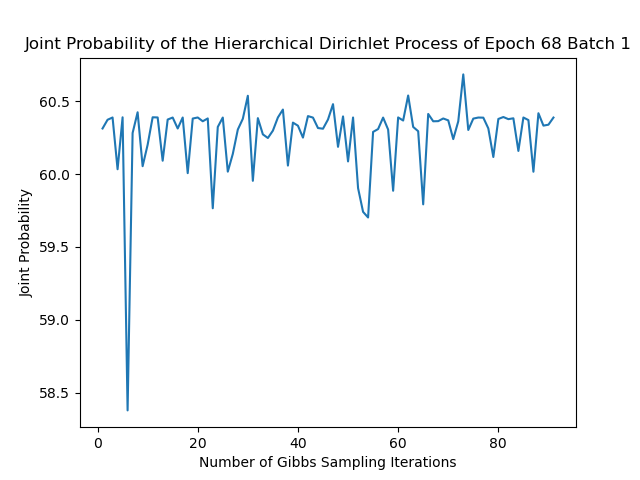 Joint Probability of the Hierarchical Dirichlet Process of Epoch 68 Batch 1
60.5
60.0
59.5
59.0
58.5
Joint Probability
0 20 40 60 80
Number of Gibbs Sampling Iterations